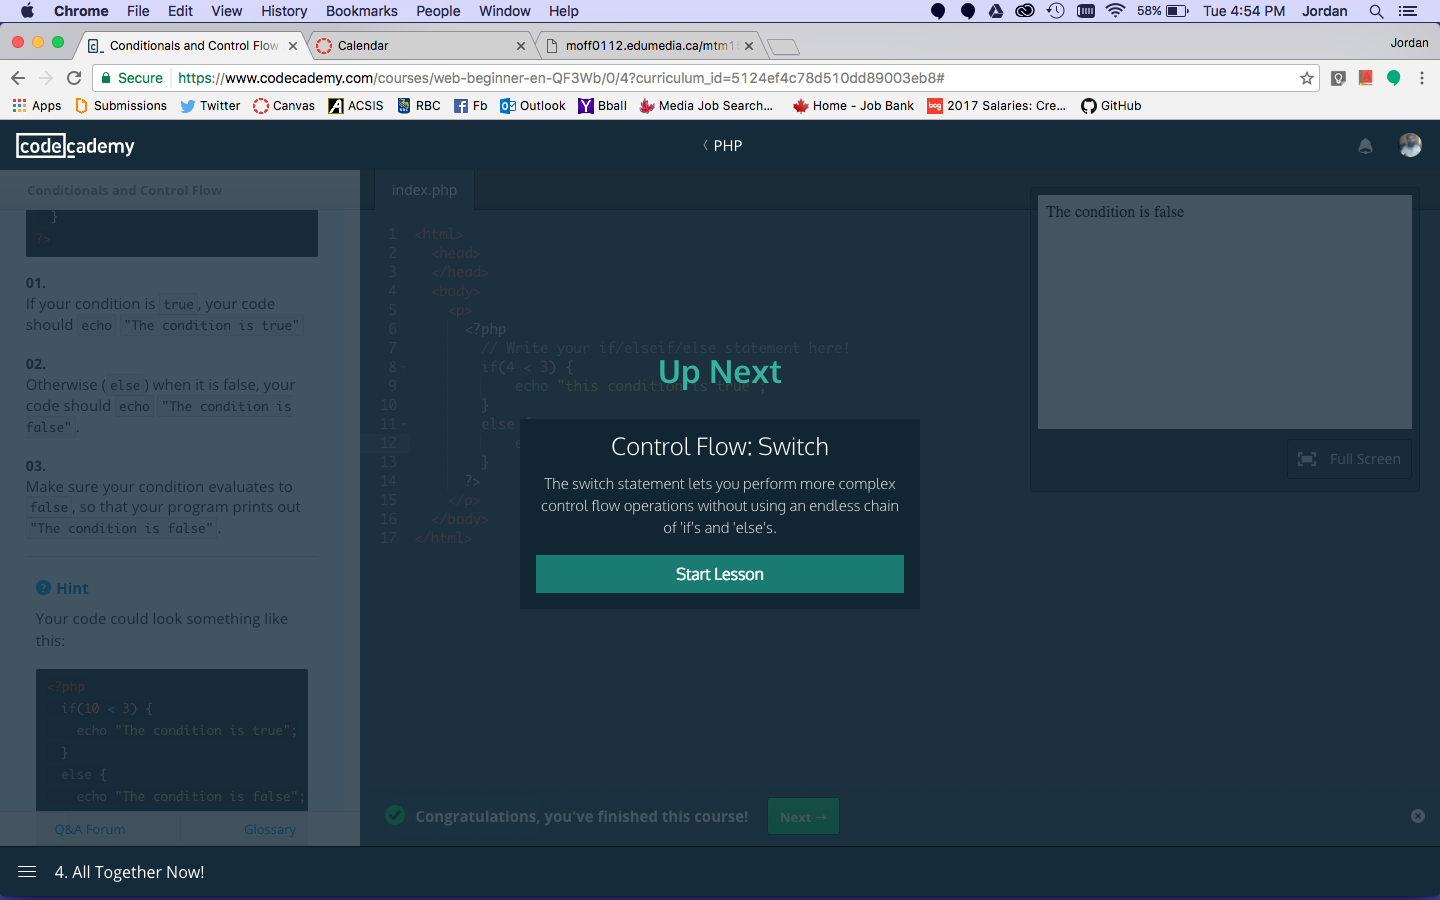 Chrome File Edit View History Bookmarks People Window Help 58% Tue 4:54 PM Jordan
Conditionals and Control Flow Calendar moff0112.edumedia.ca/mtm1 Jordan
Secure https://www.codecademy.com/courses/web-beginner-en-QF3Wb/0/4?curriculum_id=5124ef4c78d510dd89003eb8#
Apps Submissions Twitter Canvas ACSIS RBC Fb Outlook Bball Media Job Search... Home - Job Bank 2017 Salaries: Cre... GitHub
codecademy
PHP
Conditionals and Control Flow
}
?>
01.
If your condition is true, your code
should echo "The condition is true"
02.
Otherwise (else) when it is false, your
code should echo "The condition is
false".
03.
Make sure your condition evaluates to
false, so that your program prints out
"The condition is false".
Hint
Your code could look something like
this:
<?php
if(10 < 3) {
echo "The condition is true";
}
else {
echo "The condition is false";
Q&A Forum Glossary
index.php
1 <html>
2 <head>
3 </head>
4 <body>
5 <p>
6 <?php
7 // Write your if/elseif/else statement here!
8 if(4 < 3) {
9 echo "this condition is true";
10 }
11 else {
12
13 }
14 ?>
15 </p>
16 </body>
17 </html>
The condition is false
Full Screen
Up Next
Control Flow: Switch
The switch statement lets you perform more complex
control flow operations without using an endless chain
of 'if's and 'else's.
Start Lesson
Congratulations, you've finished this course! Next →
4. All Together Now!